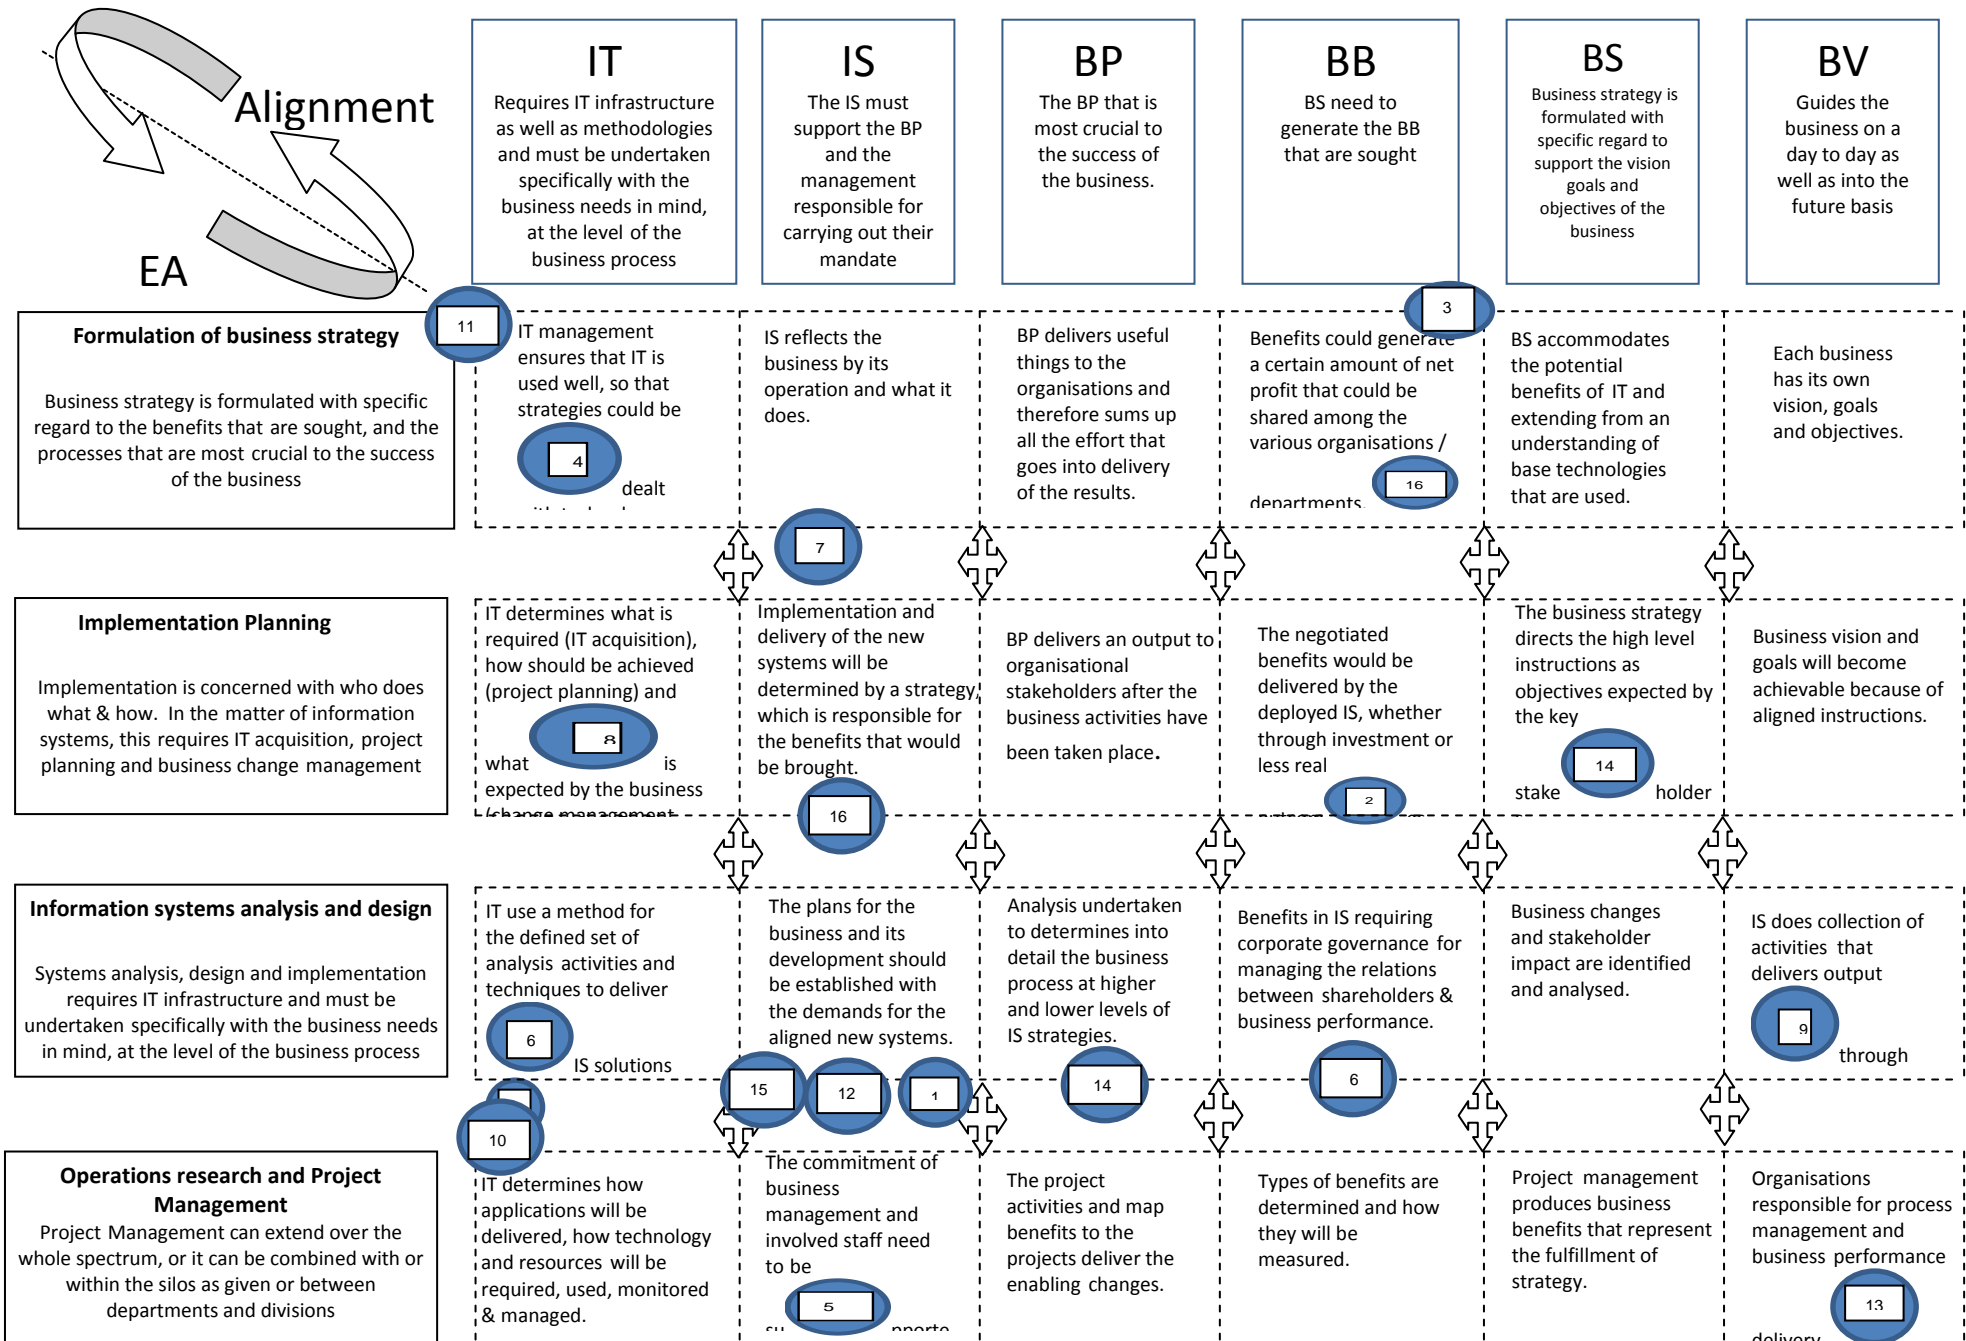 Alignment
EA
IT
Requires IT infrastructure
as well as methodologies
and must be undertaken
specifically with the
business needs in mind,
at the level of the
business process
IS
The IS must
support the BP
and the
management
responsible for
carrying out their
mandate
BP
The BP that is
most crucial to
the success of
the business.
BB
BS need to
generate the BB
that are sought
BS
Business strategy is
formulated with
specific regard to
support the vision
goals and
objectives of the
business
BV
Guides the
business on a
day to day as
well as into the
future basis
Formulation of business strategy
Business strategy is formulated with specific
regard to the benefits that are sought, and the
processes that are most crucial to the success
of the business
11
IT management
ensures that IT is
used well, so that
strategies could be
4
dealt
IS reflects the
business by its
operation and what it
does.
7
BP delivers useful
things to the
organisations and
therefore sums up
all the effort that
goes into delivery
of the results.
3
Benefits could generate
a certain amount of net
profit that could be
shared among the
various organisations /
16
departments.
BS accommodates
the potential
benefits of IT and
extending from an
understanding of
base technologies
that are used.
Each business
has its own
vision, goals
and objectives.
Implementation Planning
Implementation is concerned with who does
what & how. In the matter of information
systems, this requires IT acquisition, project
planning and business change management
IT determines what is
required (IT acquisition),
how should be achieved
(project planning) and
8
what is
expected by the business
(change management
Implementation and
delivery of the new
systems will be
determined by a strategy,
which is responsible for
the benefits that would
be brought.
16
BP delivers an output to
organisational
stakeholders after the
business activities have
been taken place.
The negotiated
benefits would be
delivered by the
deployed IS, whether
through investment or
less real
2
The business strategy
directs the high level
instructions as
objectives expected by
the key
14
stake holder
Business vision and
goals will become
achievable because of
aligned instructions.
Information systems analysis and design
Systems analysis, design and implementation
requires IT infrastructure and must be
undertaken specifically with the business needs
in mind, at the level of the business process
IT use a method for
the defined set of
analysis activities and
techniques to deliver
6
IS solutions
The plans for the
business and its
development should
be established with
the demands for the
aligned new systems.
15
12
1
Analysis undertaken
to determines into
detail the business
process at higher
and lower levels of
IS strategies.
14
Benefits in IS requiring
corporate governance for
managing the relations
between shareholders &
business performance.
6
Business changes
and stakeholder
impact are identified
and analysed.
IS does collection of
activities that
delivers output
9
through
Operations research and Project
Management
Project Management can extend over the
whole spectrum, or it can be combined with or
within the silos as given or between
departments and divisions
10
IT determines how
applications will be
delivered, how technology
and resources will be
required, used, monitored
& managed.
The commitment of
business
management and
involved staff need
to be
5
su pporte
The project
activities and map
benefits to the
projects deliver the
enabling changes.
Types of benefits are
determined and how
they will be
measured.
Project management
produces business
benefits that represent
the fulfillment of
strategy.
Organisations
responsible for process
management and
business performance
13
delivery